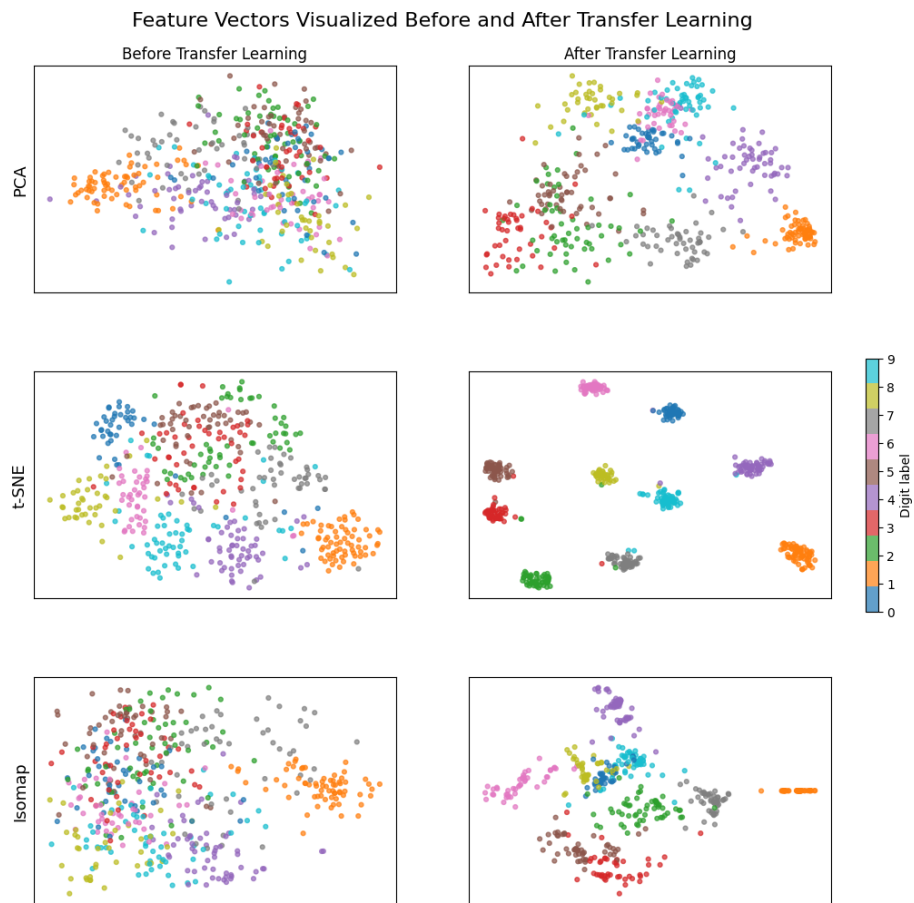 Feature Vectors Visualized Before and After Transfer Learning
Before Transfer Learning
After Transfer Learning
PCA
t-SNE
Isomap
9
8
7
6
5
4
3
2
1
0
Digit label